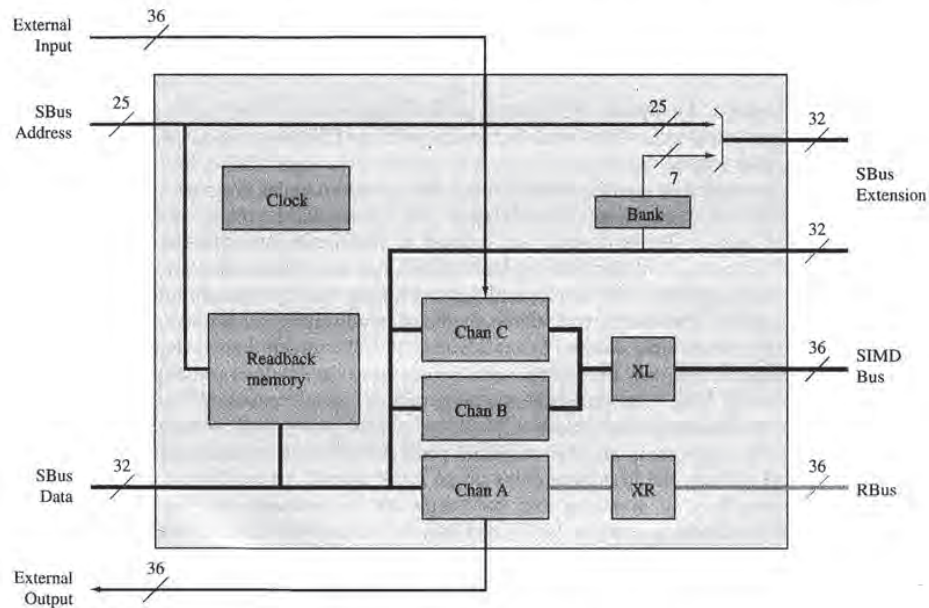 External
Input
36
SBus
Address
25
25
32
7
SBus
Extension
Clock
Bank
32
Readback
memory
Chan C
XL
36
SIMD
Bus
Chan B
SBus
Data
32
Chan A
XR
36
RBus
External
Output
36